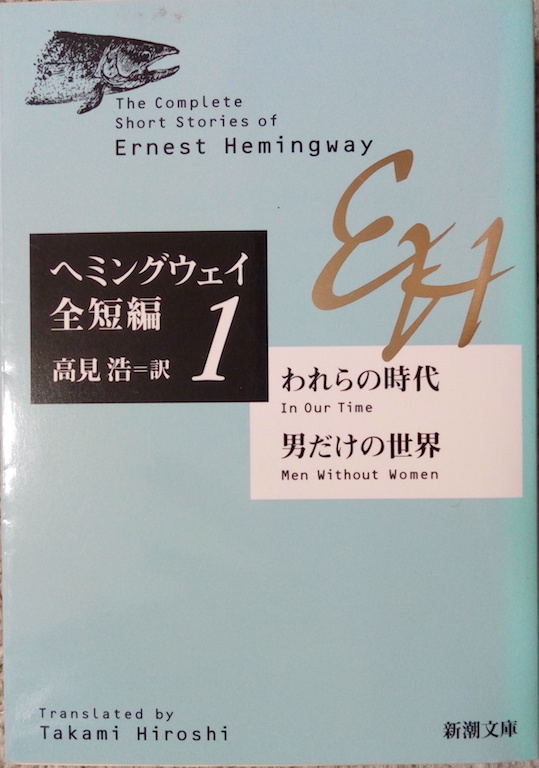 The Complete
Short Stories of
Ernest Hemingway
EH
ヘミングウェイ
全短編
1
高見 浩=訳
われらの時代
In Our Time
男だけの世界
Men Without Women
Translated by
Takami Hiroshi
新潮文庫